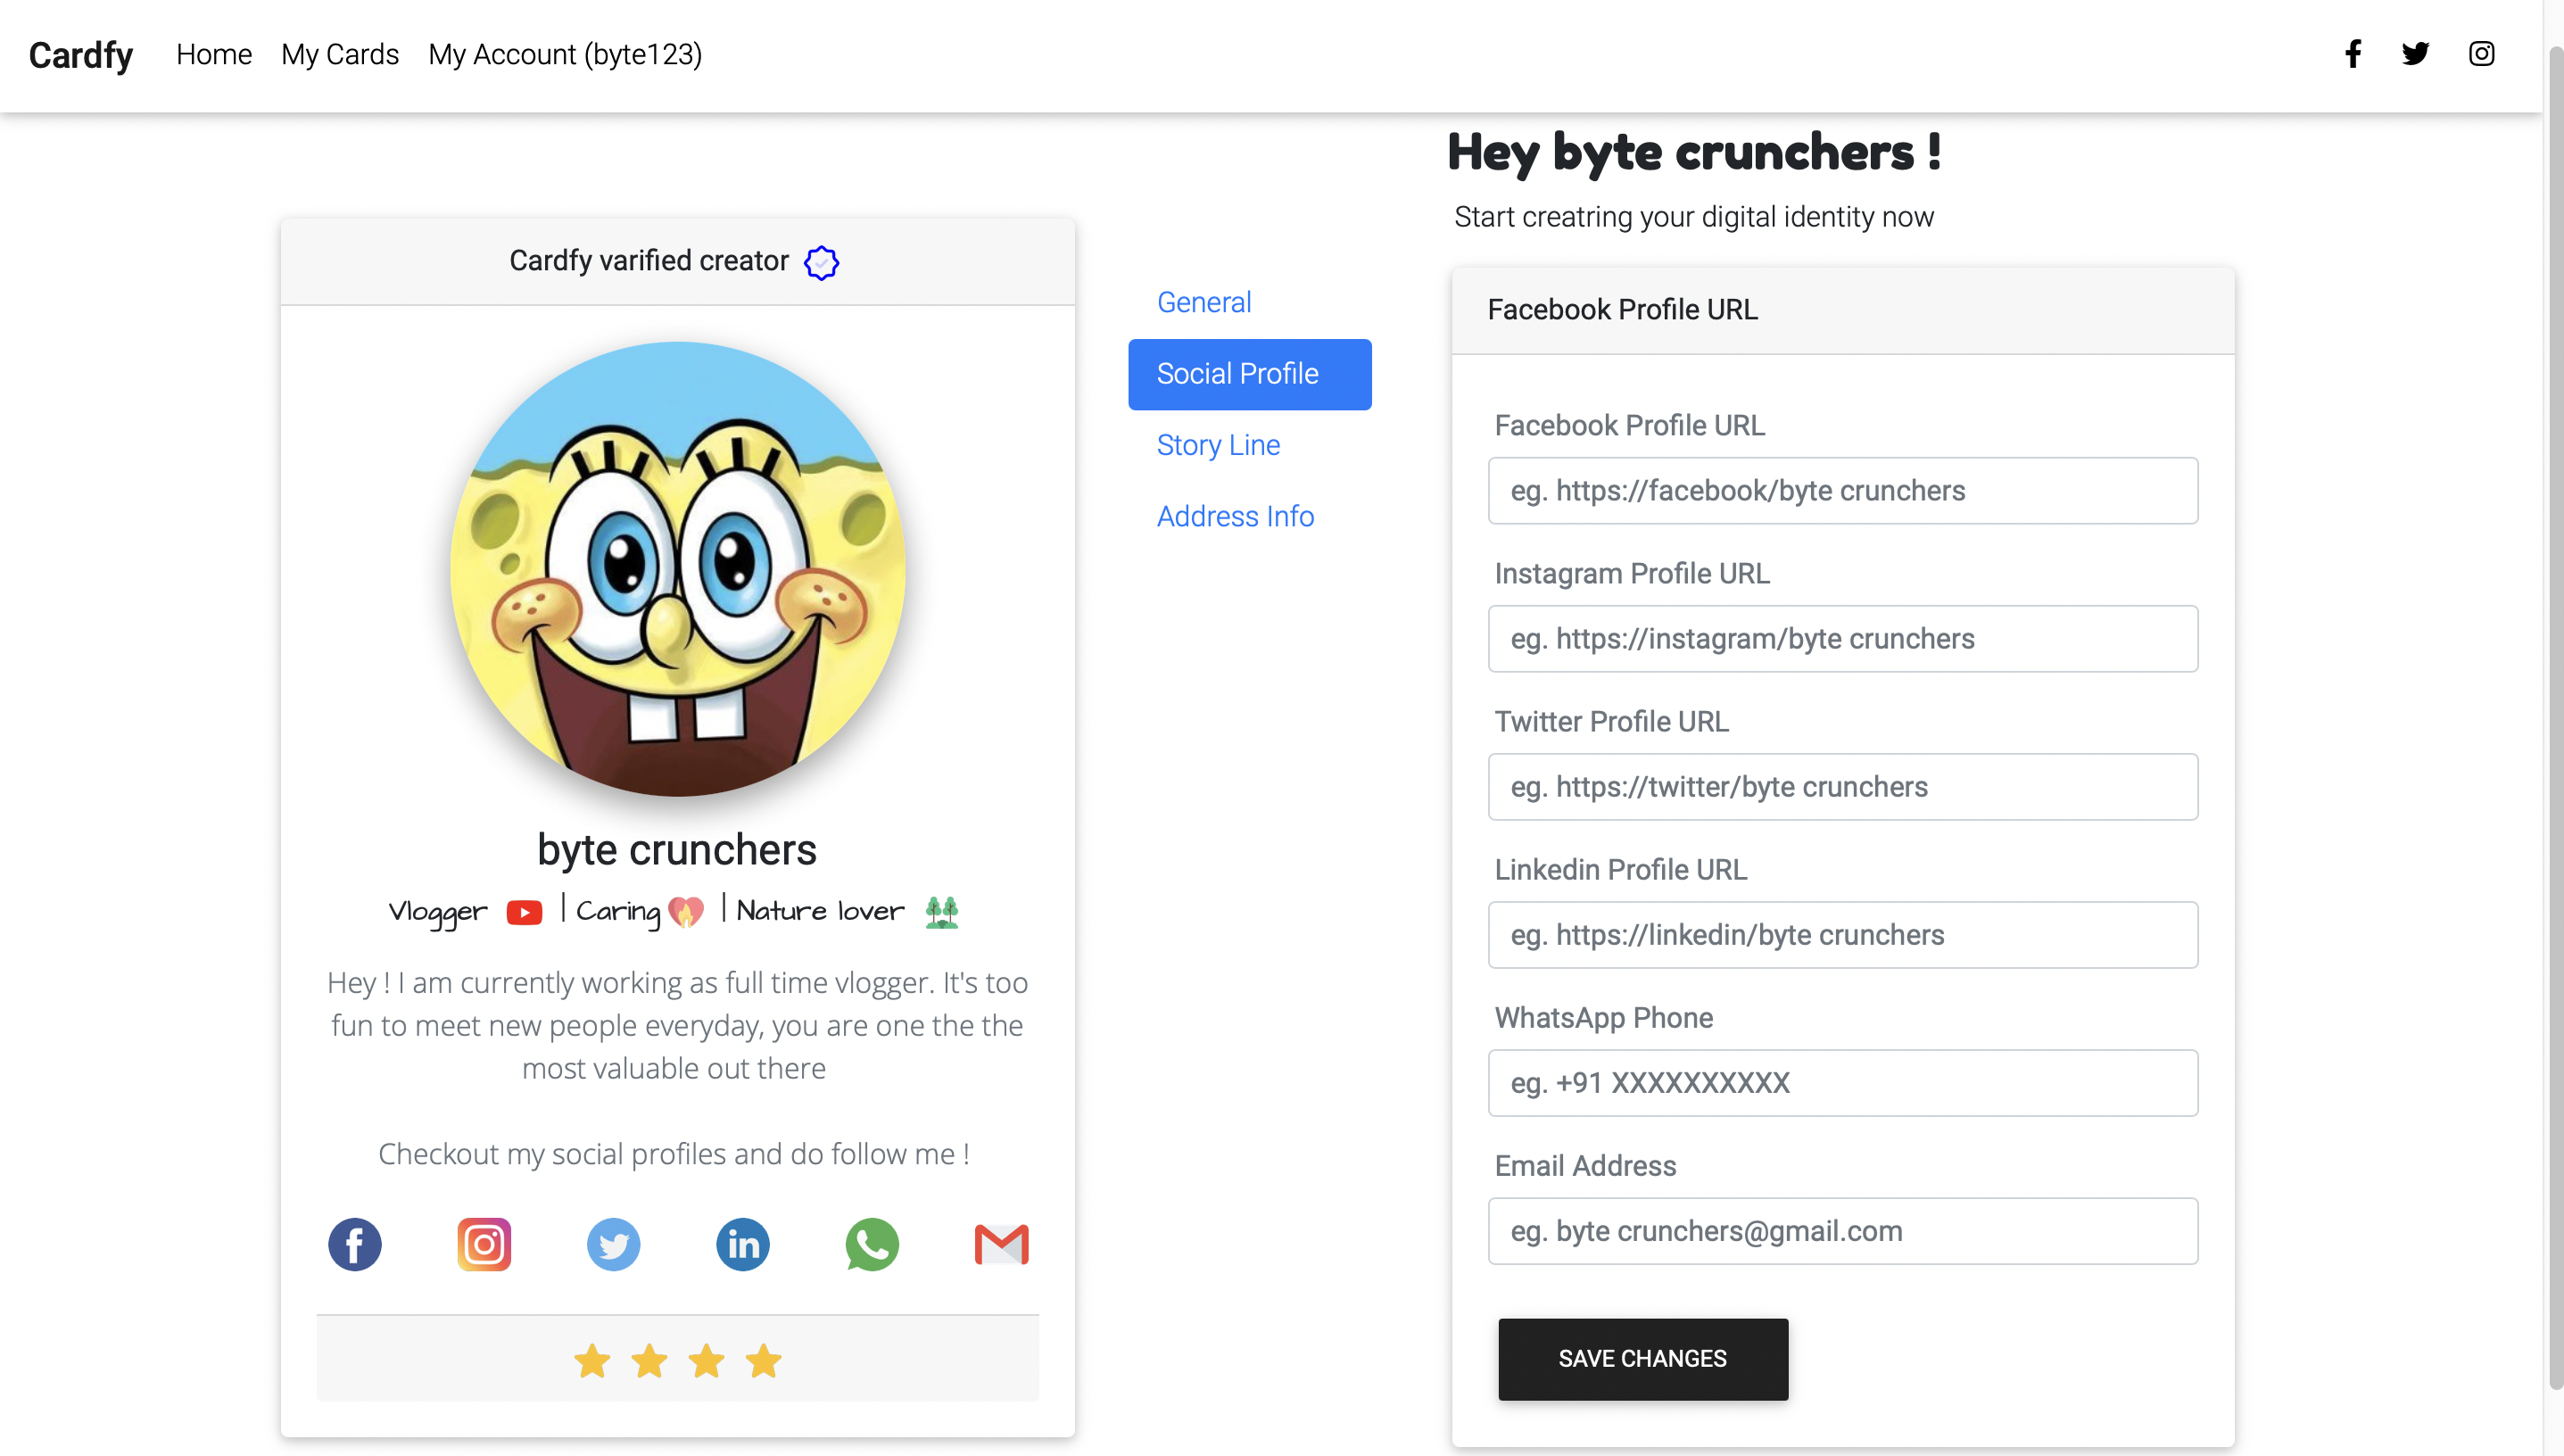 Cardfy Home My Cards My Account (byte123)
Cardfy varified creator
byte crunchers
Vlogger | Caring | Nature lover
Hey ! I am currently working as full time vlogger. It's too
fun to meet new people everyday, you are one the the
most valuable out there
Checkout my social profiles and do follow me !
General
Social Profile
Story Line
Address Info
Hey byte crunchers !
Start creatring your digital identity now
Facebook Profile URL
Facebook Profile URL
eg. https://facebook/byte crunchers
Instagram Profile URL
eg. https://instagram/byte crunchers
Twitter Profile URL
eg. https://twitter/byte crunchers
Linkedin Profile URL
eg. https://linkedin/byte crunchers
WhatsApp Phone
eg. +91 XXXXXXXXXX
Email Address
eg. byte crunchers@gmail.com
SAVE CHANGES